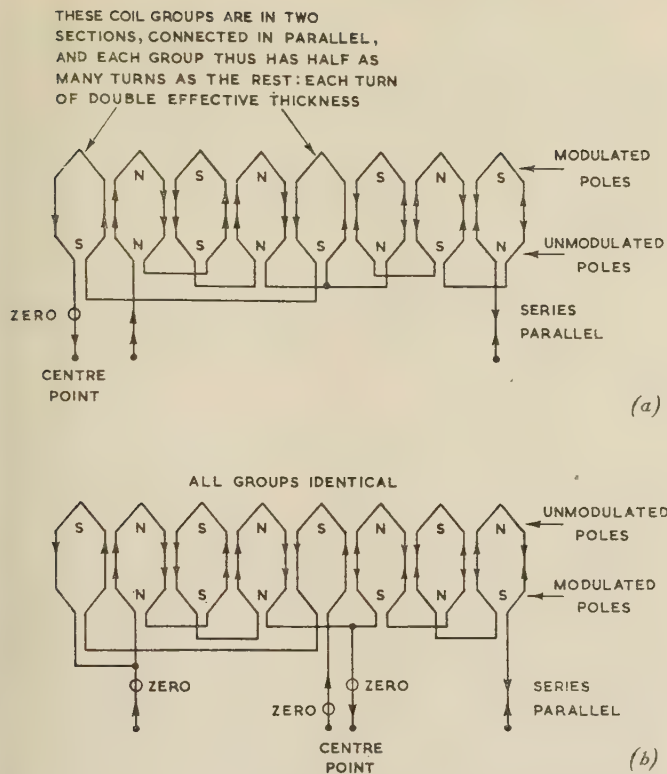 THESE COIL GROUPS ARE IN TWO
SECTIONS, CONNECTED IN PARALLEL,
AND EACH GROUP THUS HAS HALF AS
MANY TURNS AS THE REST: EACH TURN
OF DOUBLE EFFECTIVE THICKNESS
N S N S N S
MODULATED
POLES
S N S N S N S N
UNMODULATED
POLES
ZERO
SERIES
PARALLEL
CENTRE
POINT
(a)
ALL GROUPS IDENTICAL
S N S N S N S N
UNMODULATED
POLES
N S N N S
MODULATED
POLES
ZERO
ZERO
ZERO
SERIES
PARALLEL
CENTRE
POINT
(b)